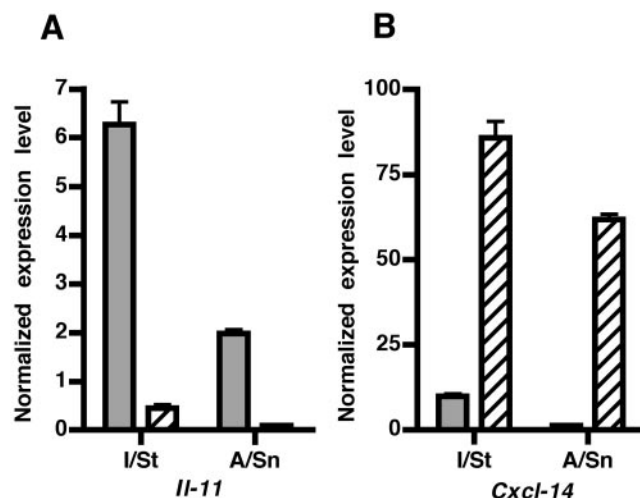 A
Normalized expression level
7
6
5
4
3
2
1
0
I/St A/Sn
Il-11
B
Normalized expression level
100
75
50
25
0
I/St A/Sn
Cxcl-14